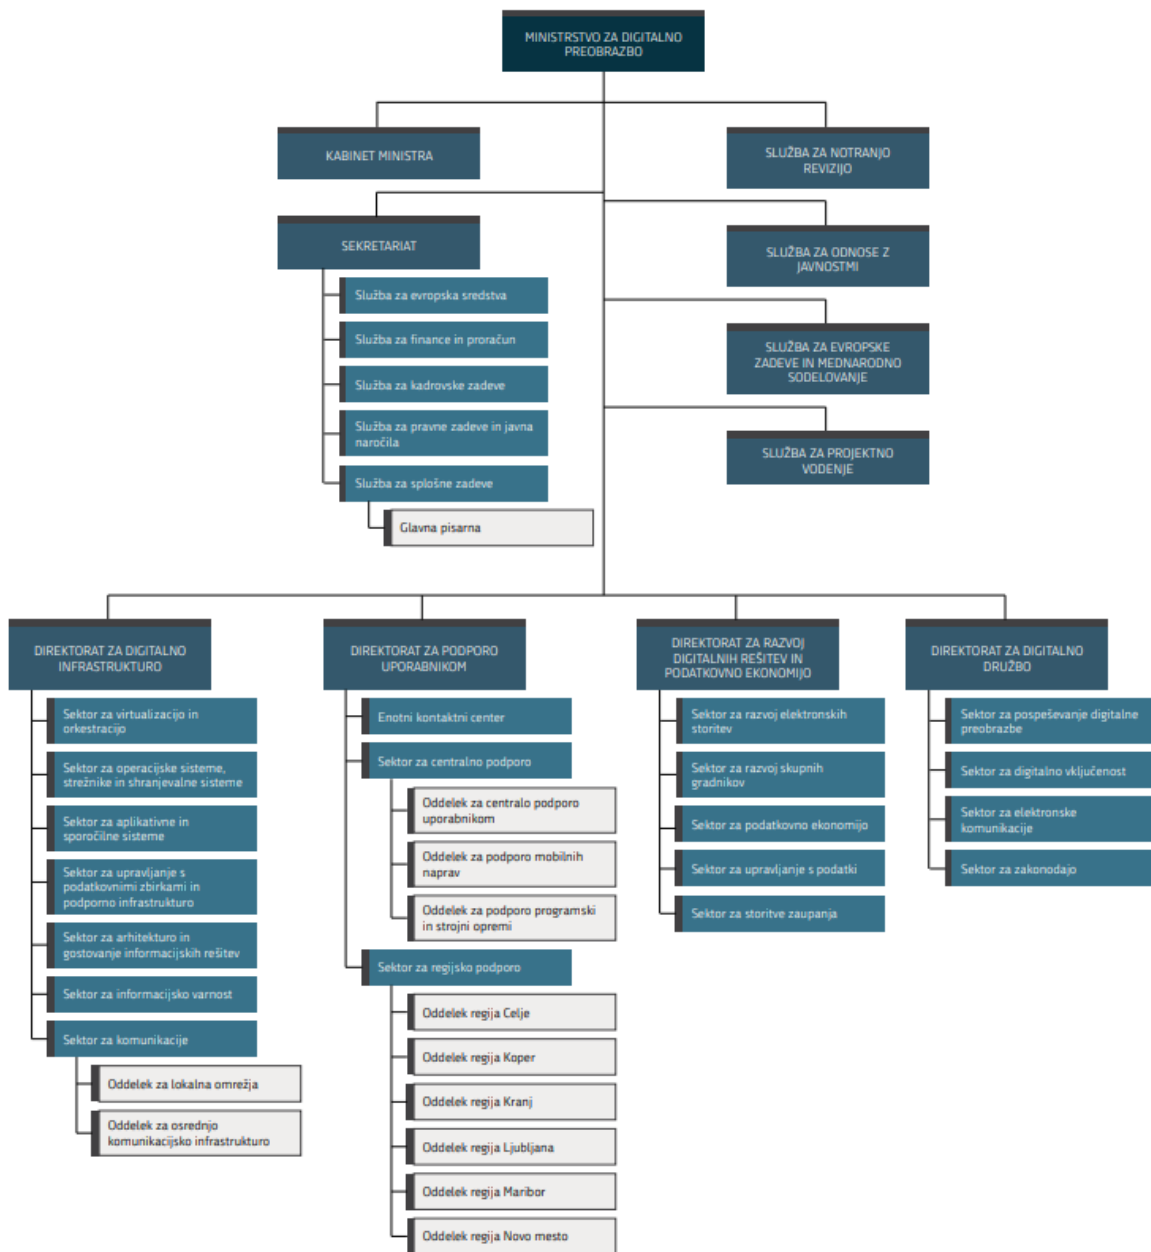 MINISTRSTVO ZA DIGITALNO
PREOBRAZBO
KABINET MINISTRA
SLUŽBA ZA NOTRANJO
REVIZIJO
SEKRETARIAT
SLUŽBA ZA ODNOSE Z
JAVNOSTMI
Služba za evropska sredstva
Služba za finance in proračun
Služba za kadrovske zadeve
Služba za pravne zadeve in javna
naročila
Služba za splošne zadeve
Glavna pisarna
SLUŽBA ZA EVROPSKE
ZADEVE IN MEDNARODNO
SODELOVANJE
SLUŽBA ZA PROJEKTNO
VODENJE
DIREKTORAT ZA DIGITALNO
INFRASTRUKTURO
Sektor za virtualizacijo in
orkestracijo
Sektor za operacijske sisteme,
strežnike in shranjevalne sisteme
Sektor za aplikativne in
sporočilne sisteme
Sektor za upravljanje s
podatkovnimi zbirkami in
podporno infrastrukturo
Sektor za arhitekturo in
gostovanje informacijskih rešitev
Sektor za informacijsko varnost
Sektor za komunikacije
Oddelek za lokalna omrežja
Oddelek za osrednjo
komunikacijsko infrastrukturo
DIREKTORAT ZA PODPORO
UPORABNIKOM
Enotni kontaktni center
Sektor za centralno podporo
Oddelek za centralo podporo
uporabnikom
Oddelek za podporo mobilnih
naprav
Oddelek za podporo programski
in strojni opremi
Sektor za regijsko podporo
Oddelek regija Celje
Oddelek regija Koper
Oddelek regija Kranj
Oddelek regija Ljubljana
Oddelek regija Maribor
Oddelek regija Novo mesto
DIREKTORAT ZA RAZVOJ
DIGITALNIH REŠITEV IN
PODATKOVNO EKONOMIJO
Sektor za razvoj elektronskih
storitev
Sektor za razvoj skupnih
gradnikov
Sektor za podatkovno ekonomijo
Sektor za upravljanje s podatki
Sektor za storitve zaupanja
DIREKTORAT ZA DIGITALNO
DRUŽBO
Sektor za pospeševanje digitalne
preobrazbe
Sektor za digitalno vključenost
Sektor za elektronske
komunikacije
Sektor za zakonodajo